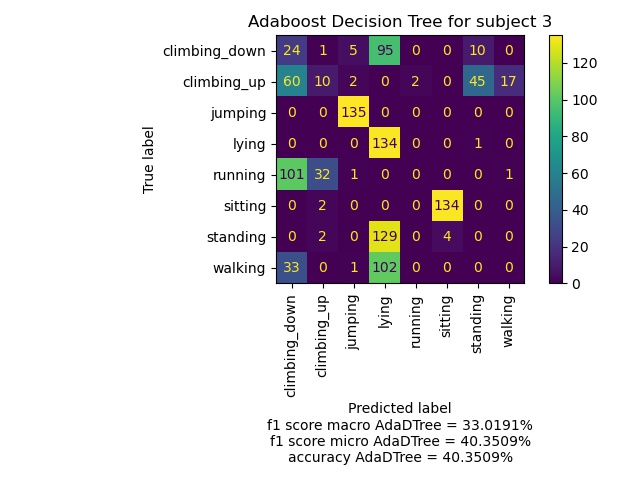 Adaboost Decision Tree for subject 3
climbing_down 24 1 5 95 0 0 10 0
climbing_up 60 10 2 0 2 0 45 17
jumping 0 0 135 0 0 0 0 0
lying 0 0 0 134 0 0 1 0
running 101 32 1 0 0 0 0 1
sitting 0 2 0 0 0 134 0 0
standing 0 2 0 129 0 4 0 0
walking 33 0 1 102 0 0 0 0
True label
climbing_down
climbing_up
jumping
lying
running
sitting
standing
walking
Predicted label
f1 score macro AdaDTree = 33.0191%
f1 score micro AdaDTree = 40.3509%
accuracy AdaDTree = 40.3509%
120
100
80
60
40
20
0